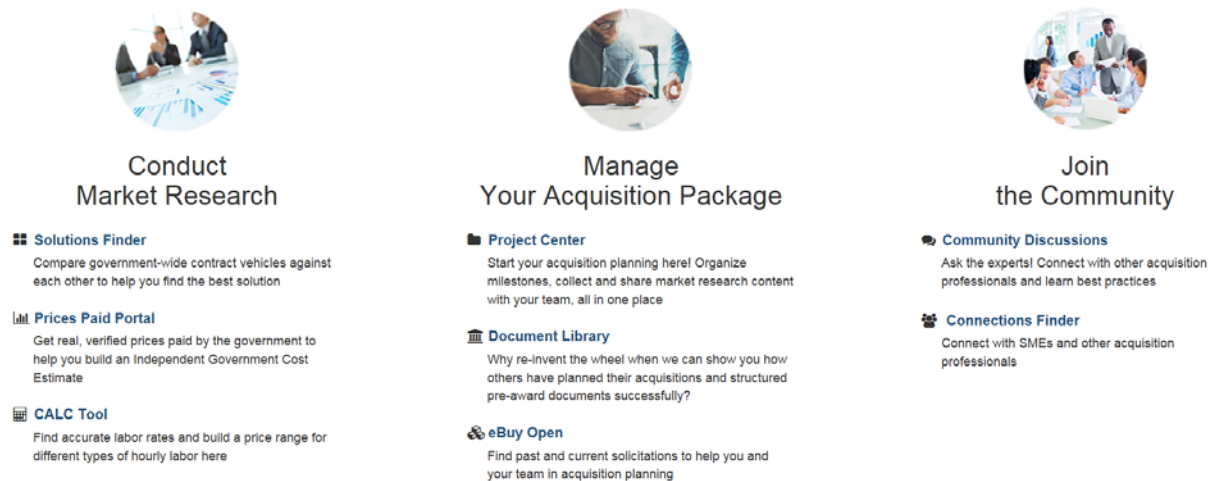 Conduct
Market Research
Solutions Finder
Compare government-wide contract vehicles against
each other to help you find the best solution
Prices Paid Portal
Get real, verified prices paid by the government to
help you build an Independent Government Cost
Estimate
CALC Tool
Find accurate labor rates and build a price range for
different types of hourly labor here
Manage
Your Acquisition Package
Project Center
Start your acquisition planning here! Organize
milestones, collect and share market research content
with your team, all in one place
Document Library
Why re-invent the wheel when we can show you how
others have planned their acquisitions and structured
pre-award documents successfully?
eBuy Open
Find past and current solicitations to help you and
your team in acquisition planning
Join
the Community
Community Discussions
Ask the experts! Connect with other acquisition
professionals and learn best practices
Connections Finder
Connect with SMEs and other acquisition
professionals